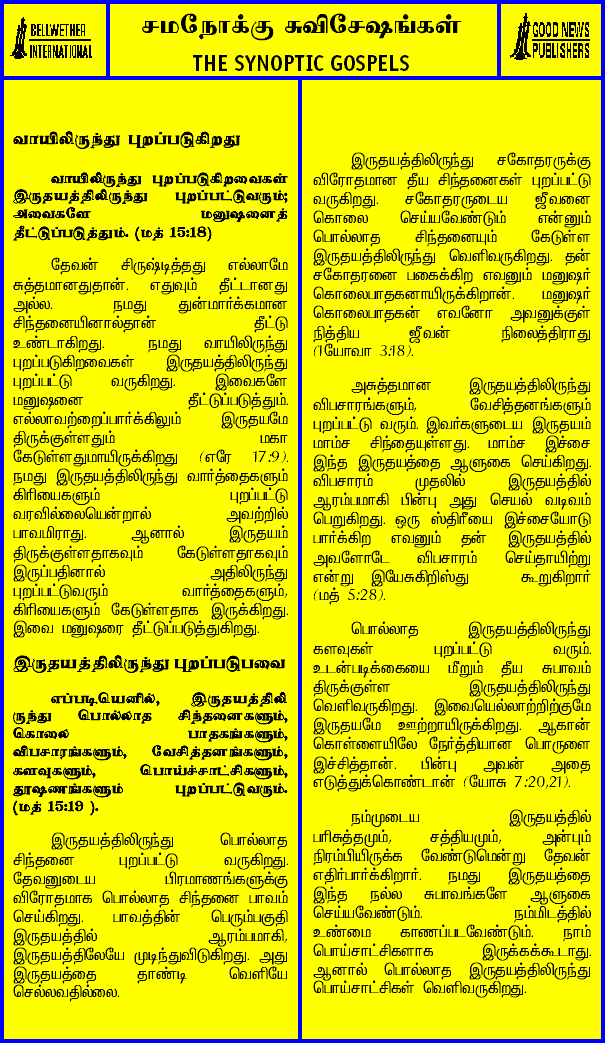 BELLWETHER
INTERNATIONAL
சமநோக்கு சுவிசேஷங்கள்
THE SYNOPTIC GOSPELS
GOOD NEWS
PUBLISHERS
வாயிலிருந்து புறப்படுகிறது
வாயிலிருந்து புறப்படுகிறவைகள்
இருதயத்திலிருந்து புறப்பட்டுவரும்;
அவைகளே மனுஷனைத்
தீட்டுப்படுத்தும். (மத் 15:18)
தேவன் சிருஷ்டித்தது எல்லாமே
சுத்தமானதுதான். எதுவும் தீட்டானது
அல்ல. நமது துன்மார்க்கமான
சிந்தனையினால்தான் தீட்டு
உண்டாகிறது. நமது வாயிலிருந்து
புறப்படுகிறவைகள் இருதயத்திலிருந்து
புறப்பட்டு வருகிறது. இவைகளே
மனுஷனை தீட்டுப்படுத்தும்.
எல்லாவற்றைப்பார்க்கிலும் இருதயமே
திருக்குள்ளதும் மகா
கேடுள்ளதுமாயிருக்கிறது (எரே 17:9).
நமது இருதயத்திலிருந்து வார்த்தைகளும்
கிரியைகளும் புறப்பட்டு
வரவில்லையென்றால் அவற்றில்
பாவமிராது. ஆனால் இருதயம்
திருக்குள்ளதாகவும் கேடுள்ளதாகவும்
இருப்பதினால் அதிலிருந்து
புறப்பட்டுவரும் வார்த்தைகளும்,
கிரியைகளும் கேடுள்ளதாக இருக்கிறது.
இவை மனுஷரை தீட்டுப்படுத்துகிறது.
இருதயத்திலிருந்து புறப்படுபவை
எப்படியெனில், இருதயத்திலி
ருந்து பொல்லாத சிந்தனைகளும்,
கொலை பாதகங்களும்,
விபசாரங்களும், வேசித்தனங்களும்,
களவுகளும், பொய்ச்சாட்சிகளும்,
தூஷணங்களும் புறப்பட்டுவரும்.
(மத் 15:19 ).
இருதயத்திலிருந்து பொல்லாத
சிந்தனை புறப்பட்டு வருகிறது.
தேவனுடைய பிரமாணங்களுக்கு
விரோதமாக பொல்லாத சிந்தனை பாவம்
செய்கிறது. பாவத்தின் பெரும்பகுதி
இருதயத்தில் ஆரம்பமாகி,
இருதயத்திலேயே முடிந்துவிடுகிறது. அது
இருதயத்தை தாண்டி வெளியே
செல்லவதில்லை.
இருதயத்திலிருந்து சகோதரருக்கு
விரோதமான தீய சிந்தனைகள் புறப்பட்டு
வருகிறது. சகோதரருடைய ஜீவனை
கொலை செய்யவேண்டும் என்னும்
பொல்லாத சிந்தனையும் கேடுள்ள
இருதயத்திலிருந்து வெளிவருகிறது. தன்
சகோதரனை பகைக்கிற எவனும் மனுஷர்
கொலைபாதகனாயிருக்கிறான். மனுஷர்
கொலைபாதகன் எவனோ அவனுக்குள்
நித்திய ஜீவன் நிலைத்திராது
(1யோவா 3:18).
அசுத்தமான இருதயத்திலிருந்து
விபசாரங்களும், வேசித்தனங்களும்
புறப்பட்டு வரும். இவர்களுடைய இருதயம்
மாம்ச சிந்தையுள்ளது. மாம்ச இச்சை
இந்த இருதயத்தை ஆளுகை செய்கிறது.
விபசாரம் முதலில் இருதயத்தில்
ஆரம்பமாகி பின்பு அது செயல் வடிவம்
பெறுகிறது. ஒரு ஸ்திரீயை இச்சையோடு
பார்க்கிற எவனும் தன் இருதயத்தில்
அவளோடே விபசாரம் செய்தாயிற்று
என்று இயேசுகிறிஸ்து கூறுகிறார்
(மத் 5:28).
பொல்லாத இருதயத்திலிருந்து
களவுகள் புறப்பட்டு வரும்.
உடன்படிக்கையை மீறும் தீய சுபாவம்
திருக்குள்ள இருதயத்திலிருந்து
வெளிவருகிறது. இவையெல்லாற்றிற்குமே
இருதயமே ஊற்றாயிருக்கிறது. ஆகான்
கொள்ளையிலே நேர்த்தியான பொருளை
இச்சித்தான். பின்பு அவன் அதை
எடுத்துக்கொண்டான் (யோசு 7:20,21).
நம்முடைய இருதயத்தில்
பரிசுத்தமும், சத்தியமும், அன்பும்
நிரம்பியிருக்க வேண்டுமென்று தேவன்
எதிர்பார்க்கிறார். நமது இருதயத்தை
இந்த நல்ல சுபாவங்களே ஆளுகை
செய்யவேண்டும். நம்மிடத்தில்
உண்மை காணப்படவேண்டும். நாம்
பொய்சாட்சிகளாக இருக்கக்கூடாது.
ஆனால் பொல்லாத இருதயத்திலிருந்து
பொய்சாட்சிகள் வெளிவருகிறது.